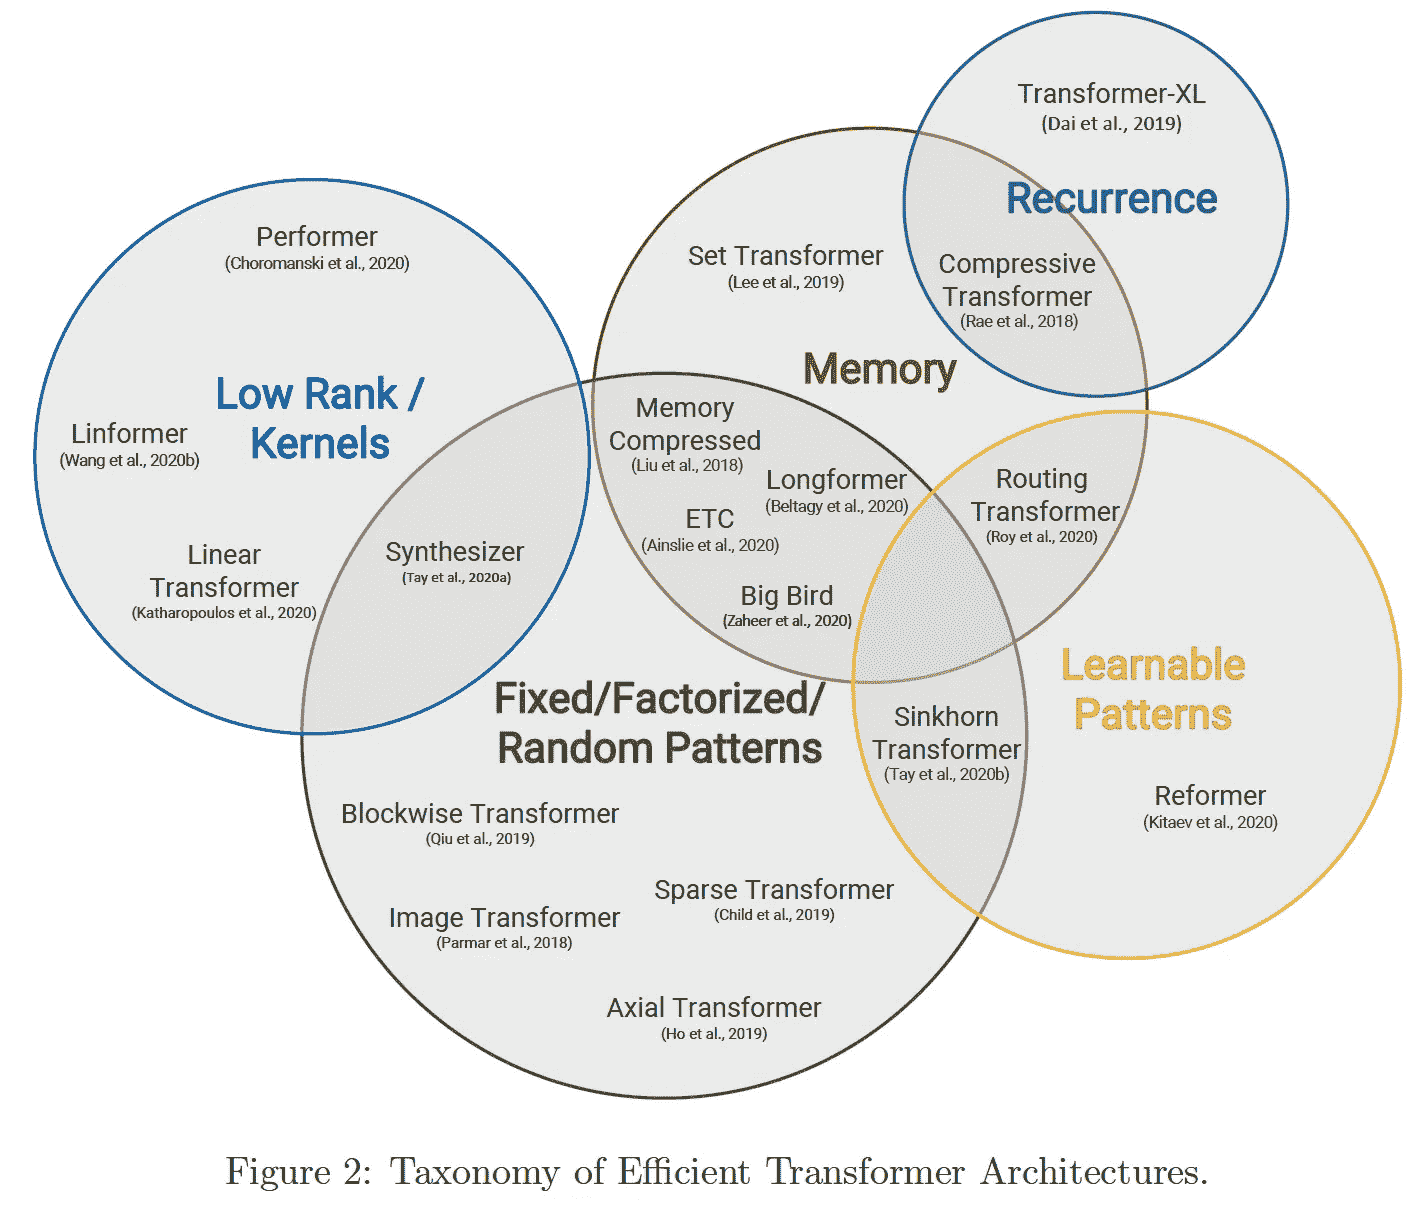 Transformer-XL
(Dai et al., 2019)
Recurrence
Performer
(Choromanski et al., 2020)
Set Transformer
(Lee et al., 2019)
Compressive
Transformer
(Rae et al., 2018)
Memory
Low Rank /
Kernels
Linformer
(Wang et al., 2020b)
Memory
Compressed
(Liu et al., 2018)
Longformer
(Beltagy et al., 2020)
ETC
(Ainslie et al., 2020)
Big Bird
(Zaheer et al., 2020)
Routing
Transformer
(Roy et al., 2020)
Linear
Transformer
(Katharopoulos et al., 2020)
Synthesizer
(Tay et al., 2020a)
Learnable
Patterns
Fixed/Factorized/
Random Patterns
Sinkhorn
Transformer
(Tay et al., 2020b)
Reformer
(Kitaev et al., 2020)
Blockwise Transformer
(Qiu et al., 2019)
Sparse Transformer
(Child et al., 2019)
Image Transformer
(Parmar et al., 2018)
Axial Transformer
(Ho et al., 2019)
Figure 2: Taxonomy of Efficient Transformer Architectures.